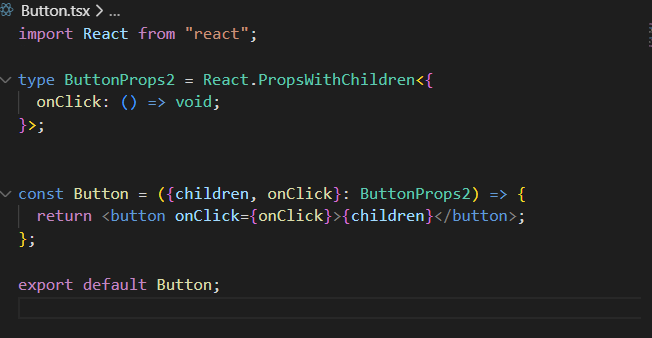 Button.tsx > ...
import React from "react";
type ButtonProps2 = React.PropsWithChildren<{
onClick: () => void;
}>;
const Button = ({children, onClick}: ButtonProps2) => {
return <button onClick={onClick}>{children}</button>;
};
export default Button;